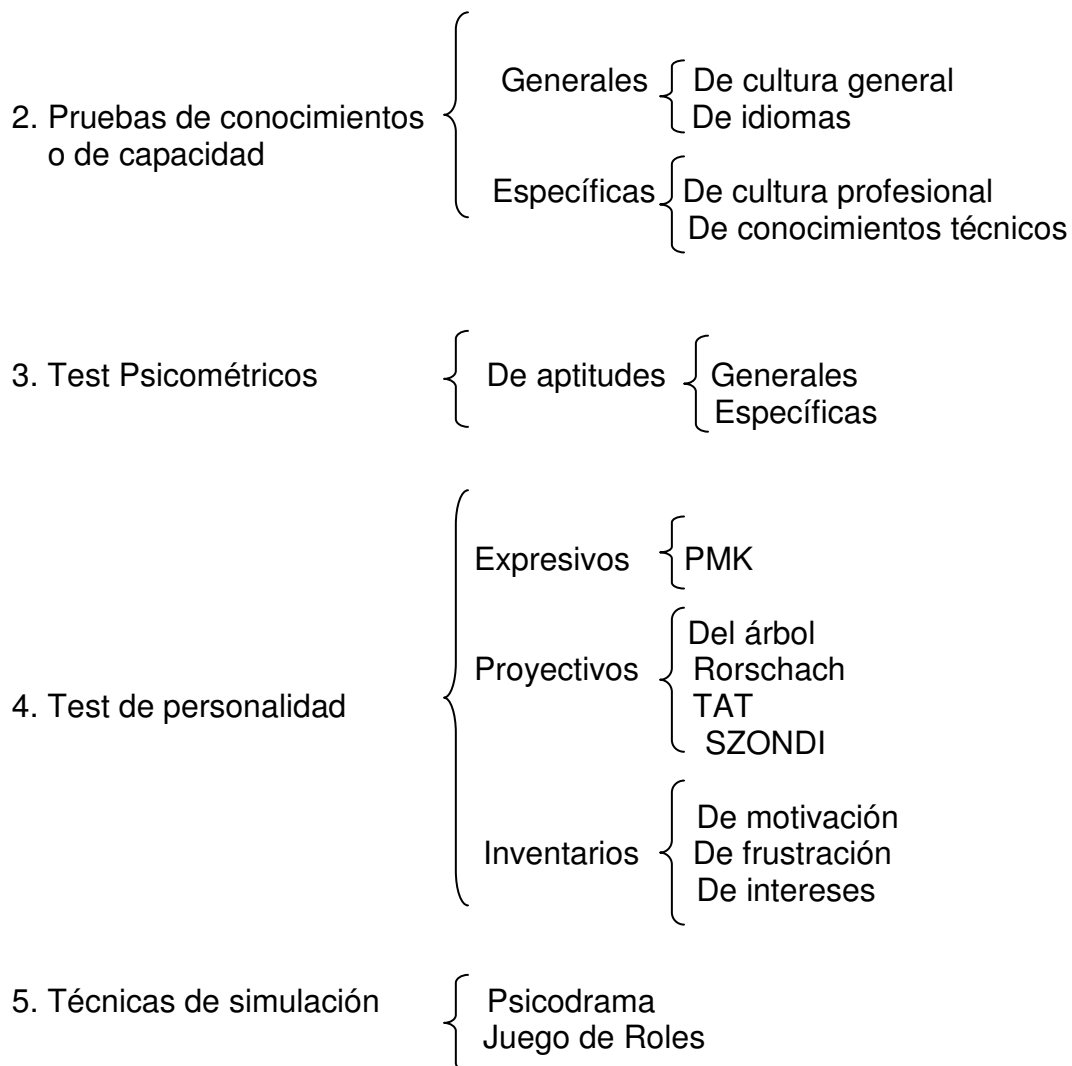 Generales De cultura general
De idiomas
2. Pruebas de conocimientos
o de capacidad
Específicas De cultura profesional
De conocimientos técnicos
3. Test Psicométricos De aptitudes Generales
Específicas
Expresivos PMK
Proyectivos Del árbol
Rorschach
TAT
SZONDI
4. Test de personalidad
Inventarios De motivación
De frustración
De intereses
5. Técnicas de simulación Psicodrama
Juego de Roles